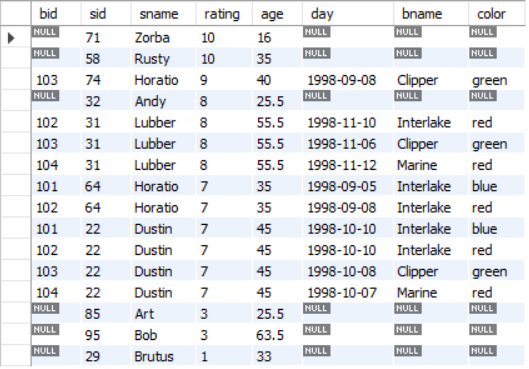 bid sid sname rating age day bname color
NULL 71 Zorba 10 16 NULL NULL NULL
NULL 58 Rusty 10 35 NULL NULL NULL
103 74 Horatio 9 40 1998-09-08 Clipper green
NULL 32 Andy 8 25.5 NULL NULL NULL
102 31 Lubber 8 55.5 1998-11-10 Interlake red
103 31 Lubber 8 55.5 1998-11-06 Clipper green
104 31 Lubber 8 55.5 1998-11-12 Marine red
101 64 Horatio 7 35 1998-09-05 Interlake blue
102 64 Horatio 7 35 1998-09-08 Interlake red
101 22 Dustin 7 45 1998-10-10 Interlake blue
102 22 Dustin 7 45 1998-10-10 Interlake red
103 22 Dustin 7 45 1998-10-08 Clipper green
104 22 Dustin 7 45 1998-10-07 Marine red
NULL 85 Art 3 25.5 NULL NULL NULL
NULL 95 Bob 3 63.5 NULL NULL NULL
NULL 29 Brutus 1 33 NULL NULL NULL